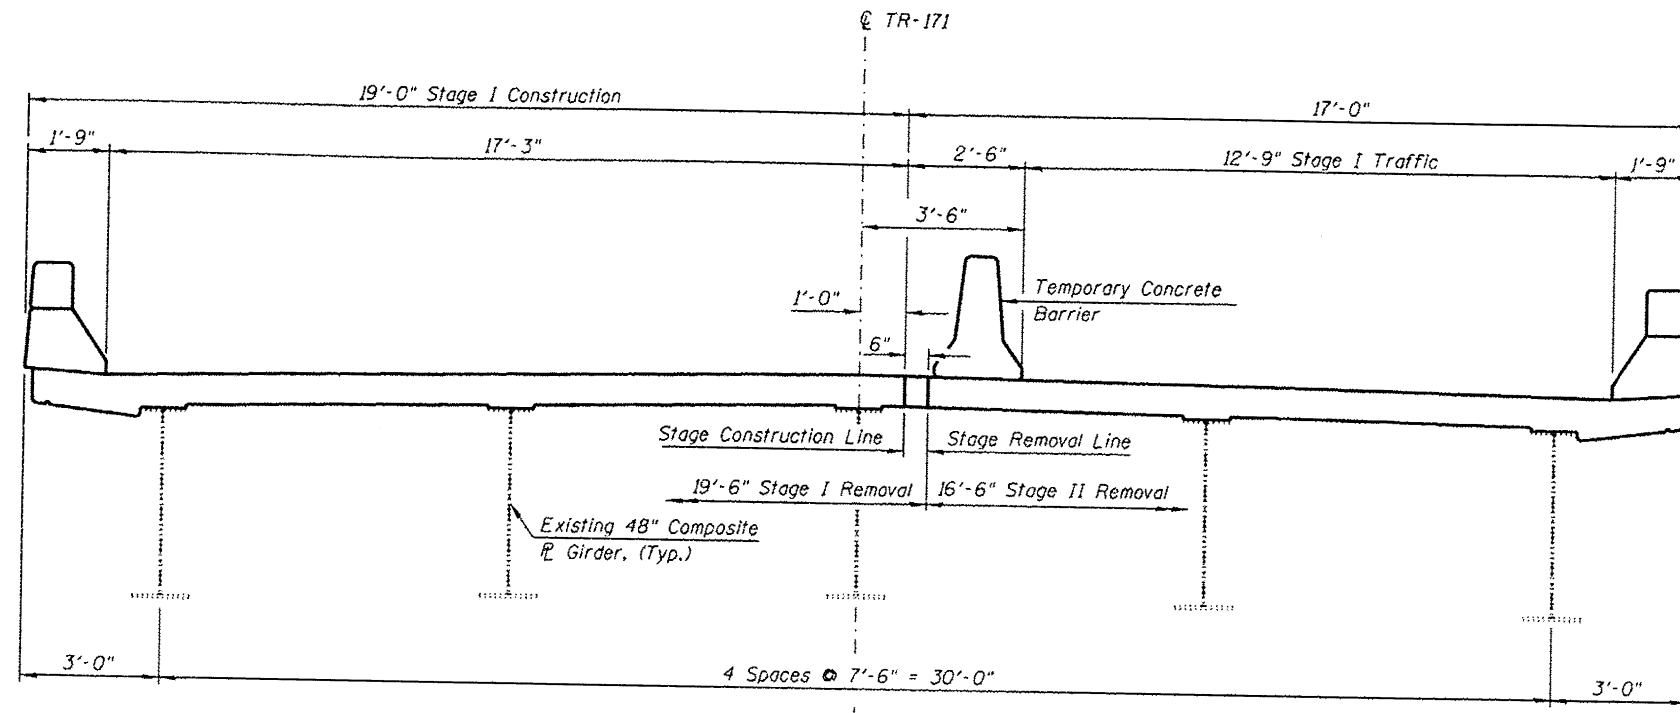 ℄ TR-171
19'-0" Stage I Construction
17'-0"
1'-9"
17'-3"
2'-6"
12'-9" Stage I Traffic
1'-9"
3'-6"
1'-0"
Temporary Concrete
Barrier
6"
Stage Construction Line
Stage Removal Line
19'-6" Stage I Removal
16'-6" Stage II Removal
Existing 48" Composite
℄ Girder, (Typ.)
3'-0"
4 Spaces @ 7'-6" = 30'-0"
3'-0"